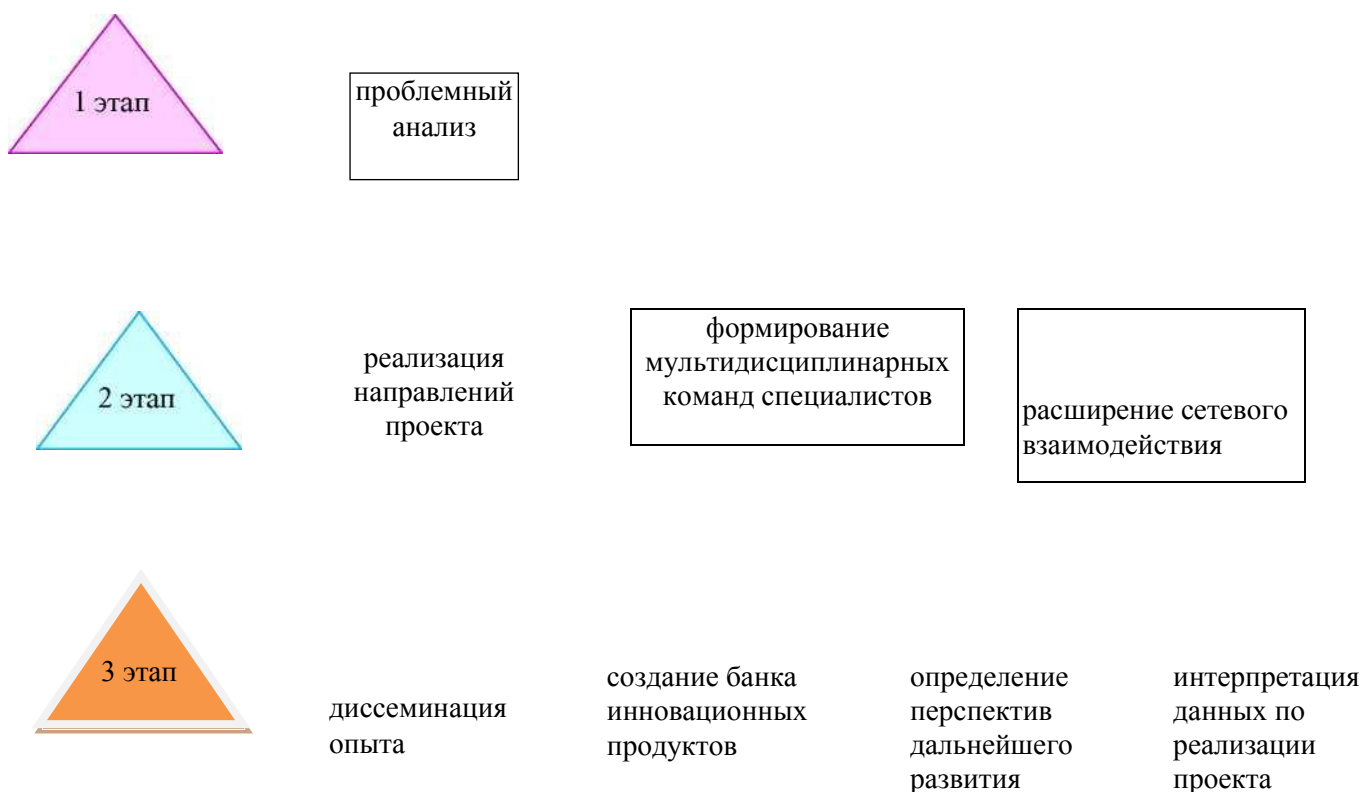 1 этап
проблемный
анализ
2 этап
реализация
направлений
проекта
формирование
мультидисциплинарных
команд специалистов
расширение сетевого
взаимодействия
3 этап
диссеминация
опыта
создание банка
инновационных
продуктов
определение
перспектив
дальнейшего
развития
интерпретация
данных по
реализации
проекта